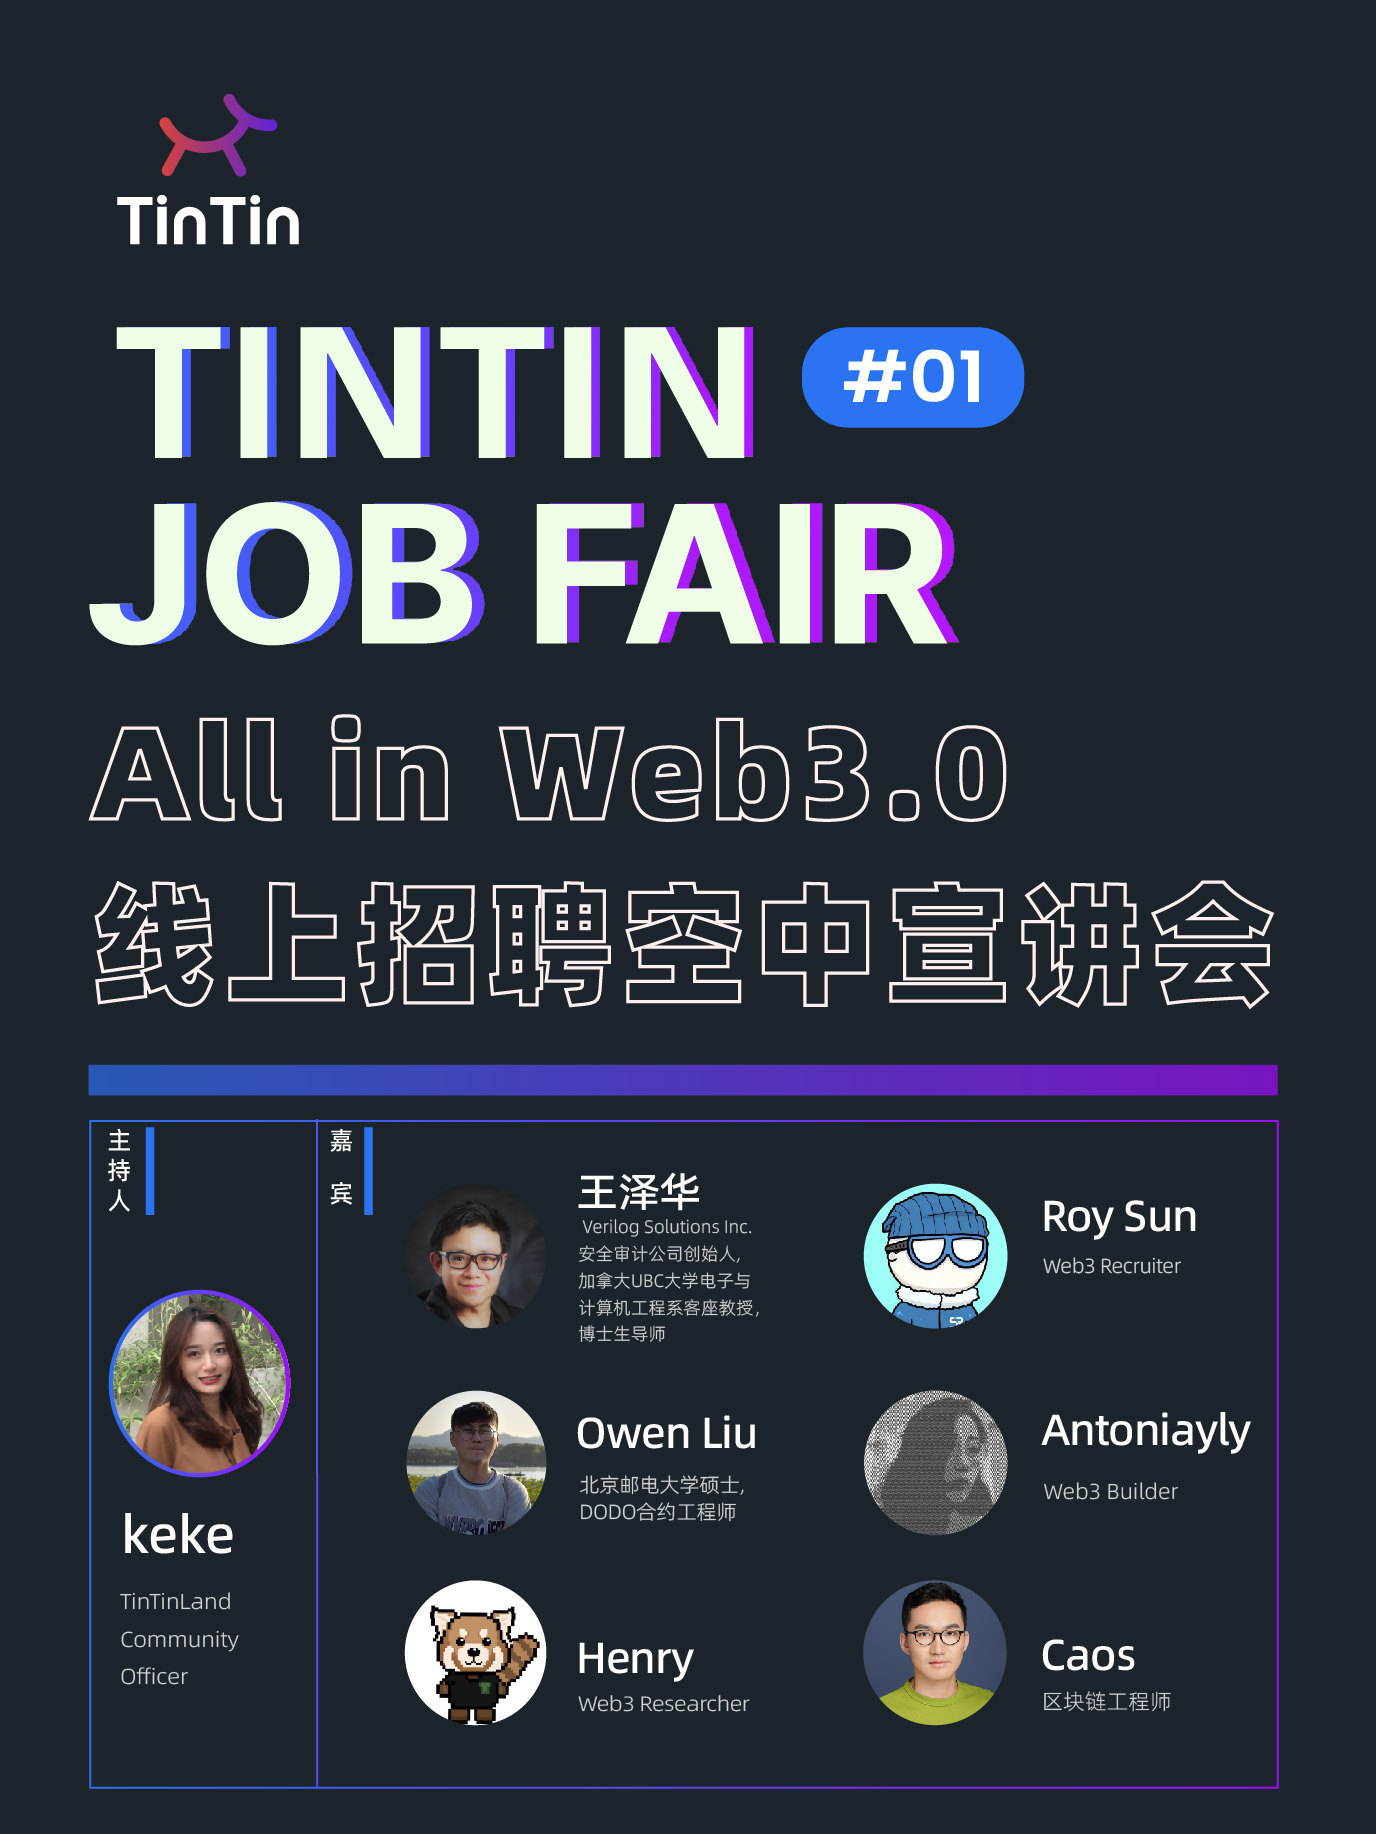 TinTin
TINTIN #01
JOB FAIR
All in Web3.0
线上招聘空中宣讲会
主持人
keke
TinTinLand
Community
Officer
嘉宾
王泽华
Verilog Solutions Inc.
安全审计公司创始人,
加拿大UBC大学电子与
计算机工程系客座教授,
博士生导师
Roy Sun
Web3 Recruiter
Owen Liu
北京邮电大学硕士,
DODO合约工程师
Antoniayly
Web3 Builder
Henry
Web3 Researcher
Caos
区块链工程师